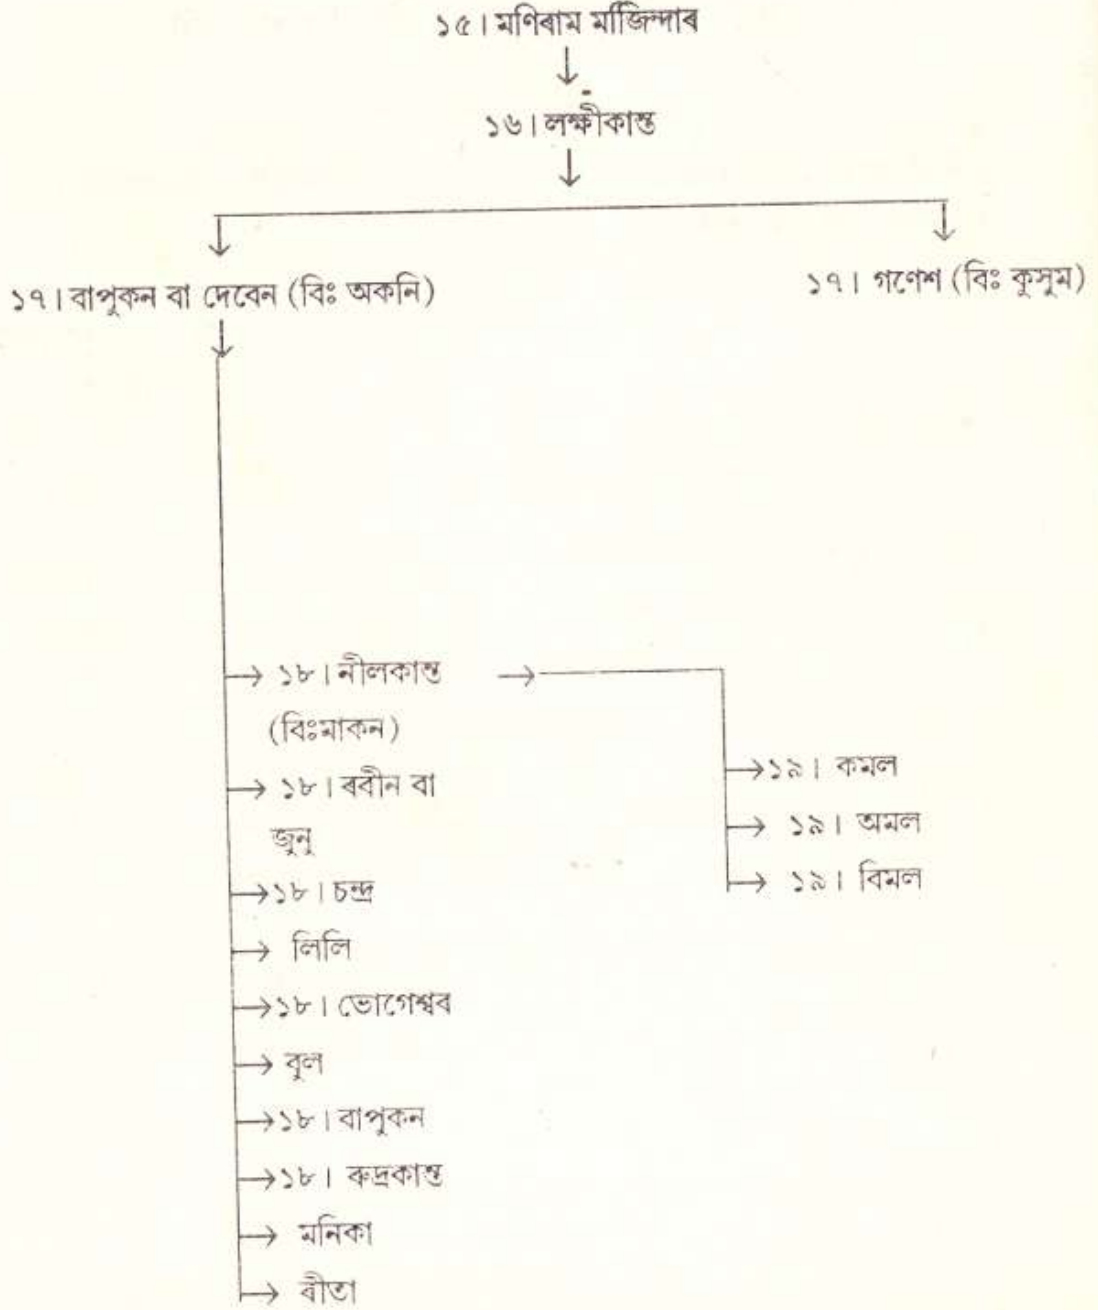 ১৫। মণিৰাম মাজিন্দাৰ
১৬। লক্ষীকান্ত
১৭। বাপুকন বা দেবেন (বিঃ অকনি)
১৭। গণেশ (বিঃ কুসুম)
১৮। নীলকান্ত
(বিঃমাকন)
১৯। কমল
১৮। ৰবীন বা
১৯। অমল
জুনু
১৯। বিমল
১৮। চন্দ্ৰ
লিলি
১৮। ভোগেশ্বৰ
বুল
১৮। বাপুকন
১৮। ৰুদ্ৰকান্ত
মনিকা
ৰীতা